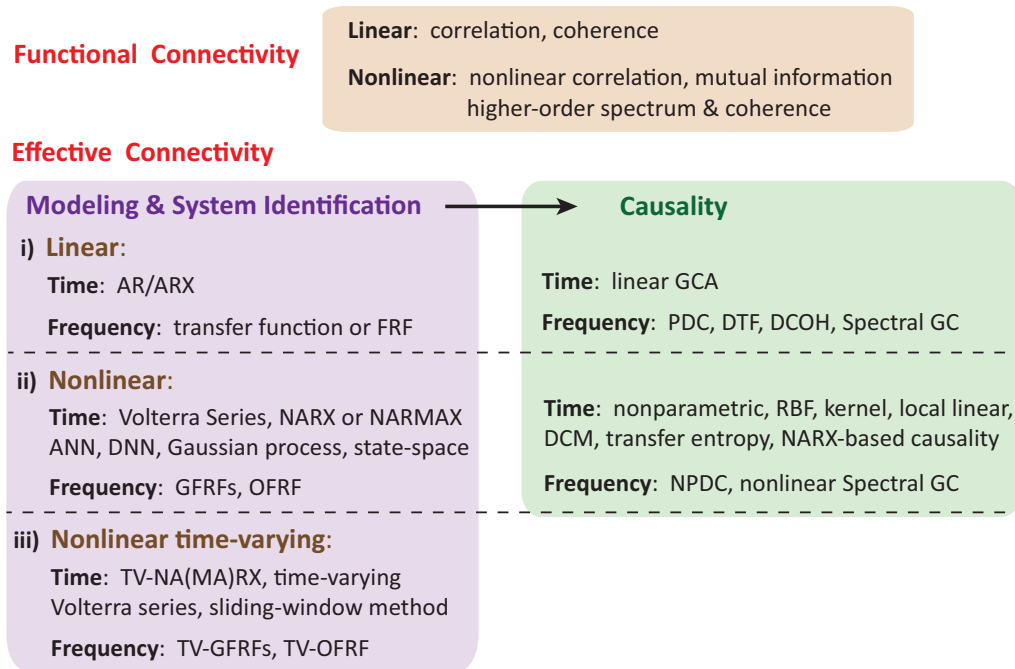 Functional Connectivity
Linear: correlation, coherence
Nonlinear: nonlinear correlation, mutual information
higher-order spectrum & coherence
Effective Connectivity
Modeling & System Identification
i) Linear:
Time: AR/ARX
Frequency: transfer function or FRF
ii) Nonlinear:
Time: Volterra Series, NARX or NARMAX
ANN, DNN, Gaussian process, state-space
Frequency: GFRFs, OFRF
iii) Nonlinear time-varying:
Time: TV-NA(MA)RX, time-varying
Volterra series, sliding-window method
Frequency: TV-GFRFs, TV-OFRF
Causality
Time: linear GCA
Frequency: PDC, DTF, DCOH, Spectral GC
Time: nonparametric, RBF, kernel, local linear,
DCM, transfer entropy, NARX-based causality
Frequency: NPDC, nonlinear Spectral GC